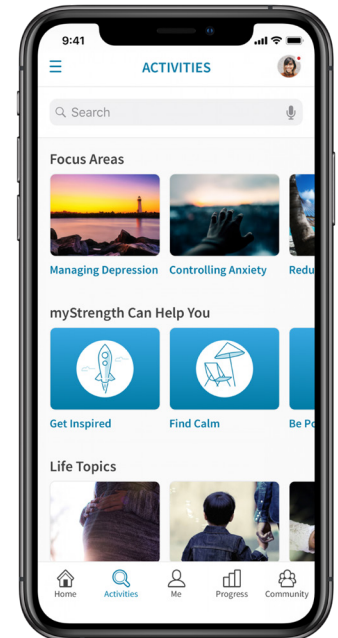 9:41
ACTIVITIES
Search
Focus Areas
Managing Depression Controlling Anxiety Redu
myStrength Can Help You
Get Inspired Find Calm Be Po
Life Topics
Home Activities Me Progress Community